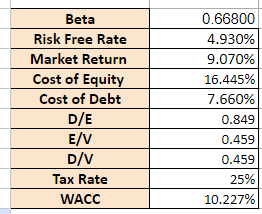 Beta 0.66800
Risk Free Rate 4.930%
Market Return 9.070%
Cost of Equity 16.445%
Cost of Debt 7.660%
D/E 0.849
E/V 0.459
D/V 0.459
Tax Rate 25%
WACC 10.227%